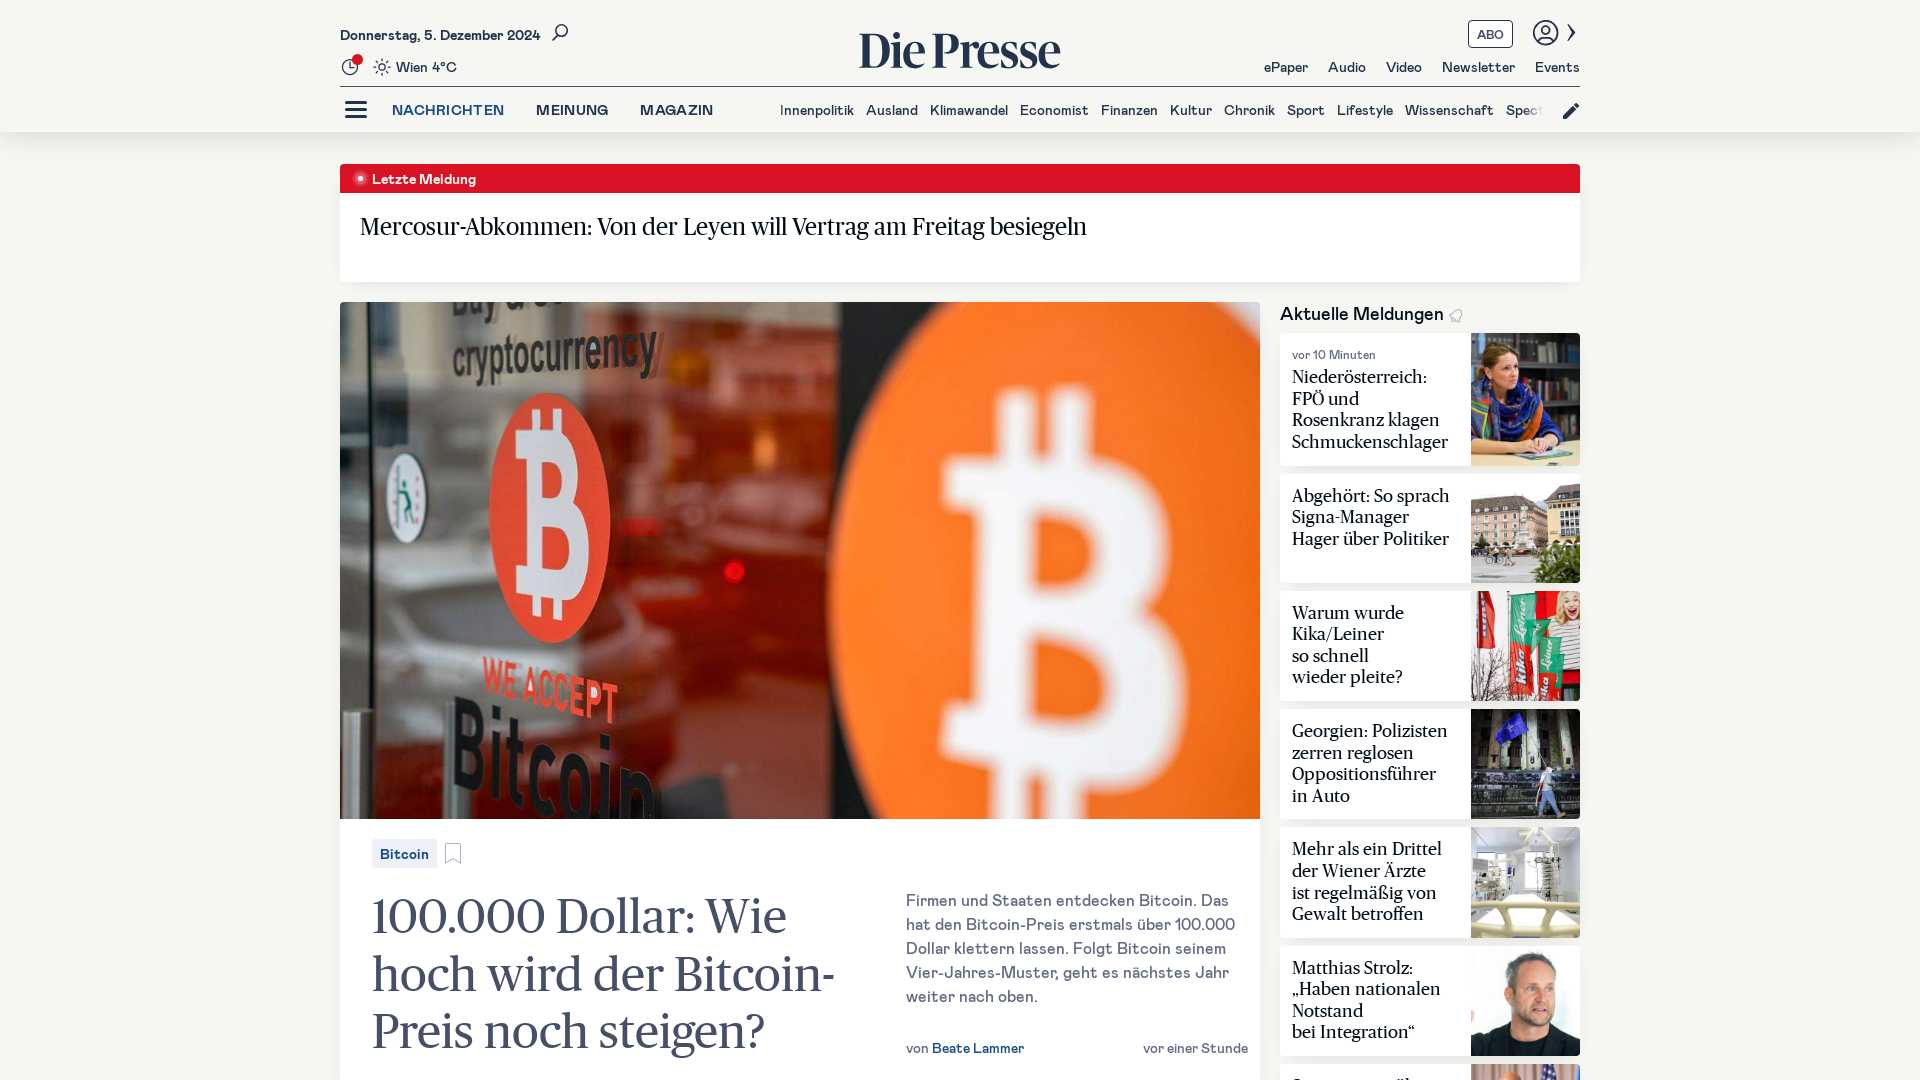 Donnerstag, 5. Dezember 2024
Wien 4°C
Die Presse
ABO
ePaper Audio Video Newsletter Events
NACHRICHTEN MEINUNG MAGAZIN
Innenpolitik Ausland Klimawandel Economist Finanzen Kultur Chronik Sport Lifestyle Wissenschaft Spect
Letzte Meldung
Mercosur-Abkommen: Von der Leyen will Vertrag am Freitag besiegeln
cryptocurrency
WE ACCEPT
Bitcoin
Bitcoin
100.000 Dollar: Wie
hoch wird der Bitcoin-
Preis noch steigen?
Firmen und Staaten entdecken Bitcoin. Das
hat den Bitcoin-Preis erstmals über 100.000
Dollar klettern lassen. Folgt Bitcoin seinem
Vier-Jahres-Muster, geht es nächstes Jahr
weiter nach oben.
von Beate Lammer
vor einer Stunde
Aktuelle Meldungen
vor 10 Minuten
Niederösterreich:
FPÖ und
Rosenkranz klagen
Schmuckenschlager
Abgehört: So sprach
Signa-Manager
Hager über Politiker
Warum wurde
Kika/Leiner
so schnell
wieder pleite?
Leiner
kika
Leiner
kika
Georgien: Polizisten
zerren reglosen
Oppositionsführer
in Auto
Mehr als ein Drittel
der Wiener Ärzte
ist regelmäßig von
Gewalt betroffen
Matthias Strolz:
„Haben nationalen
Notstand
bei Integration“